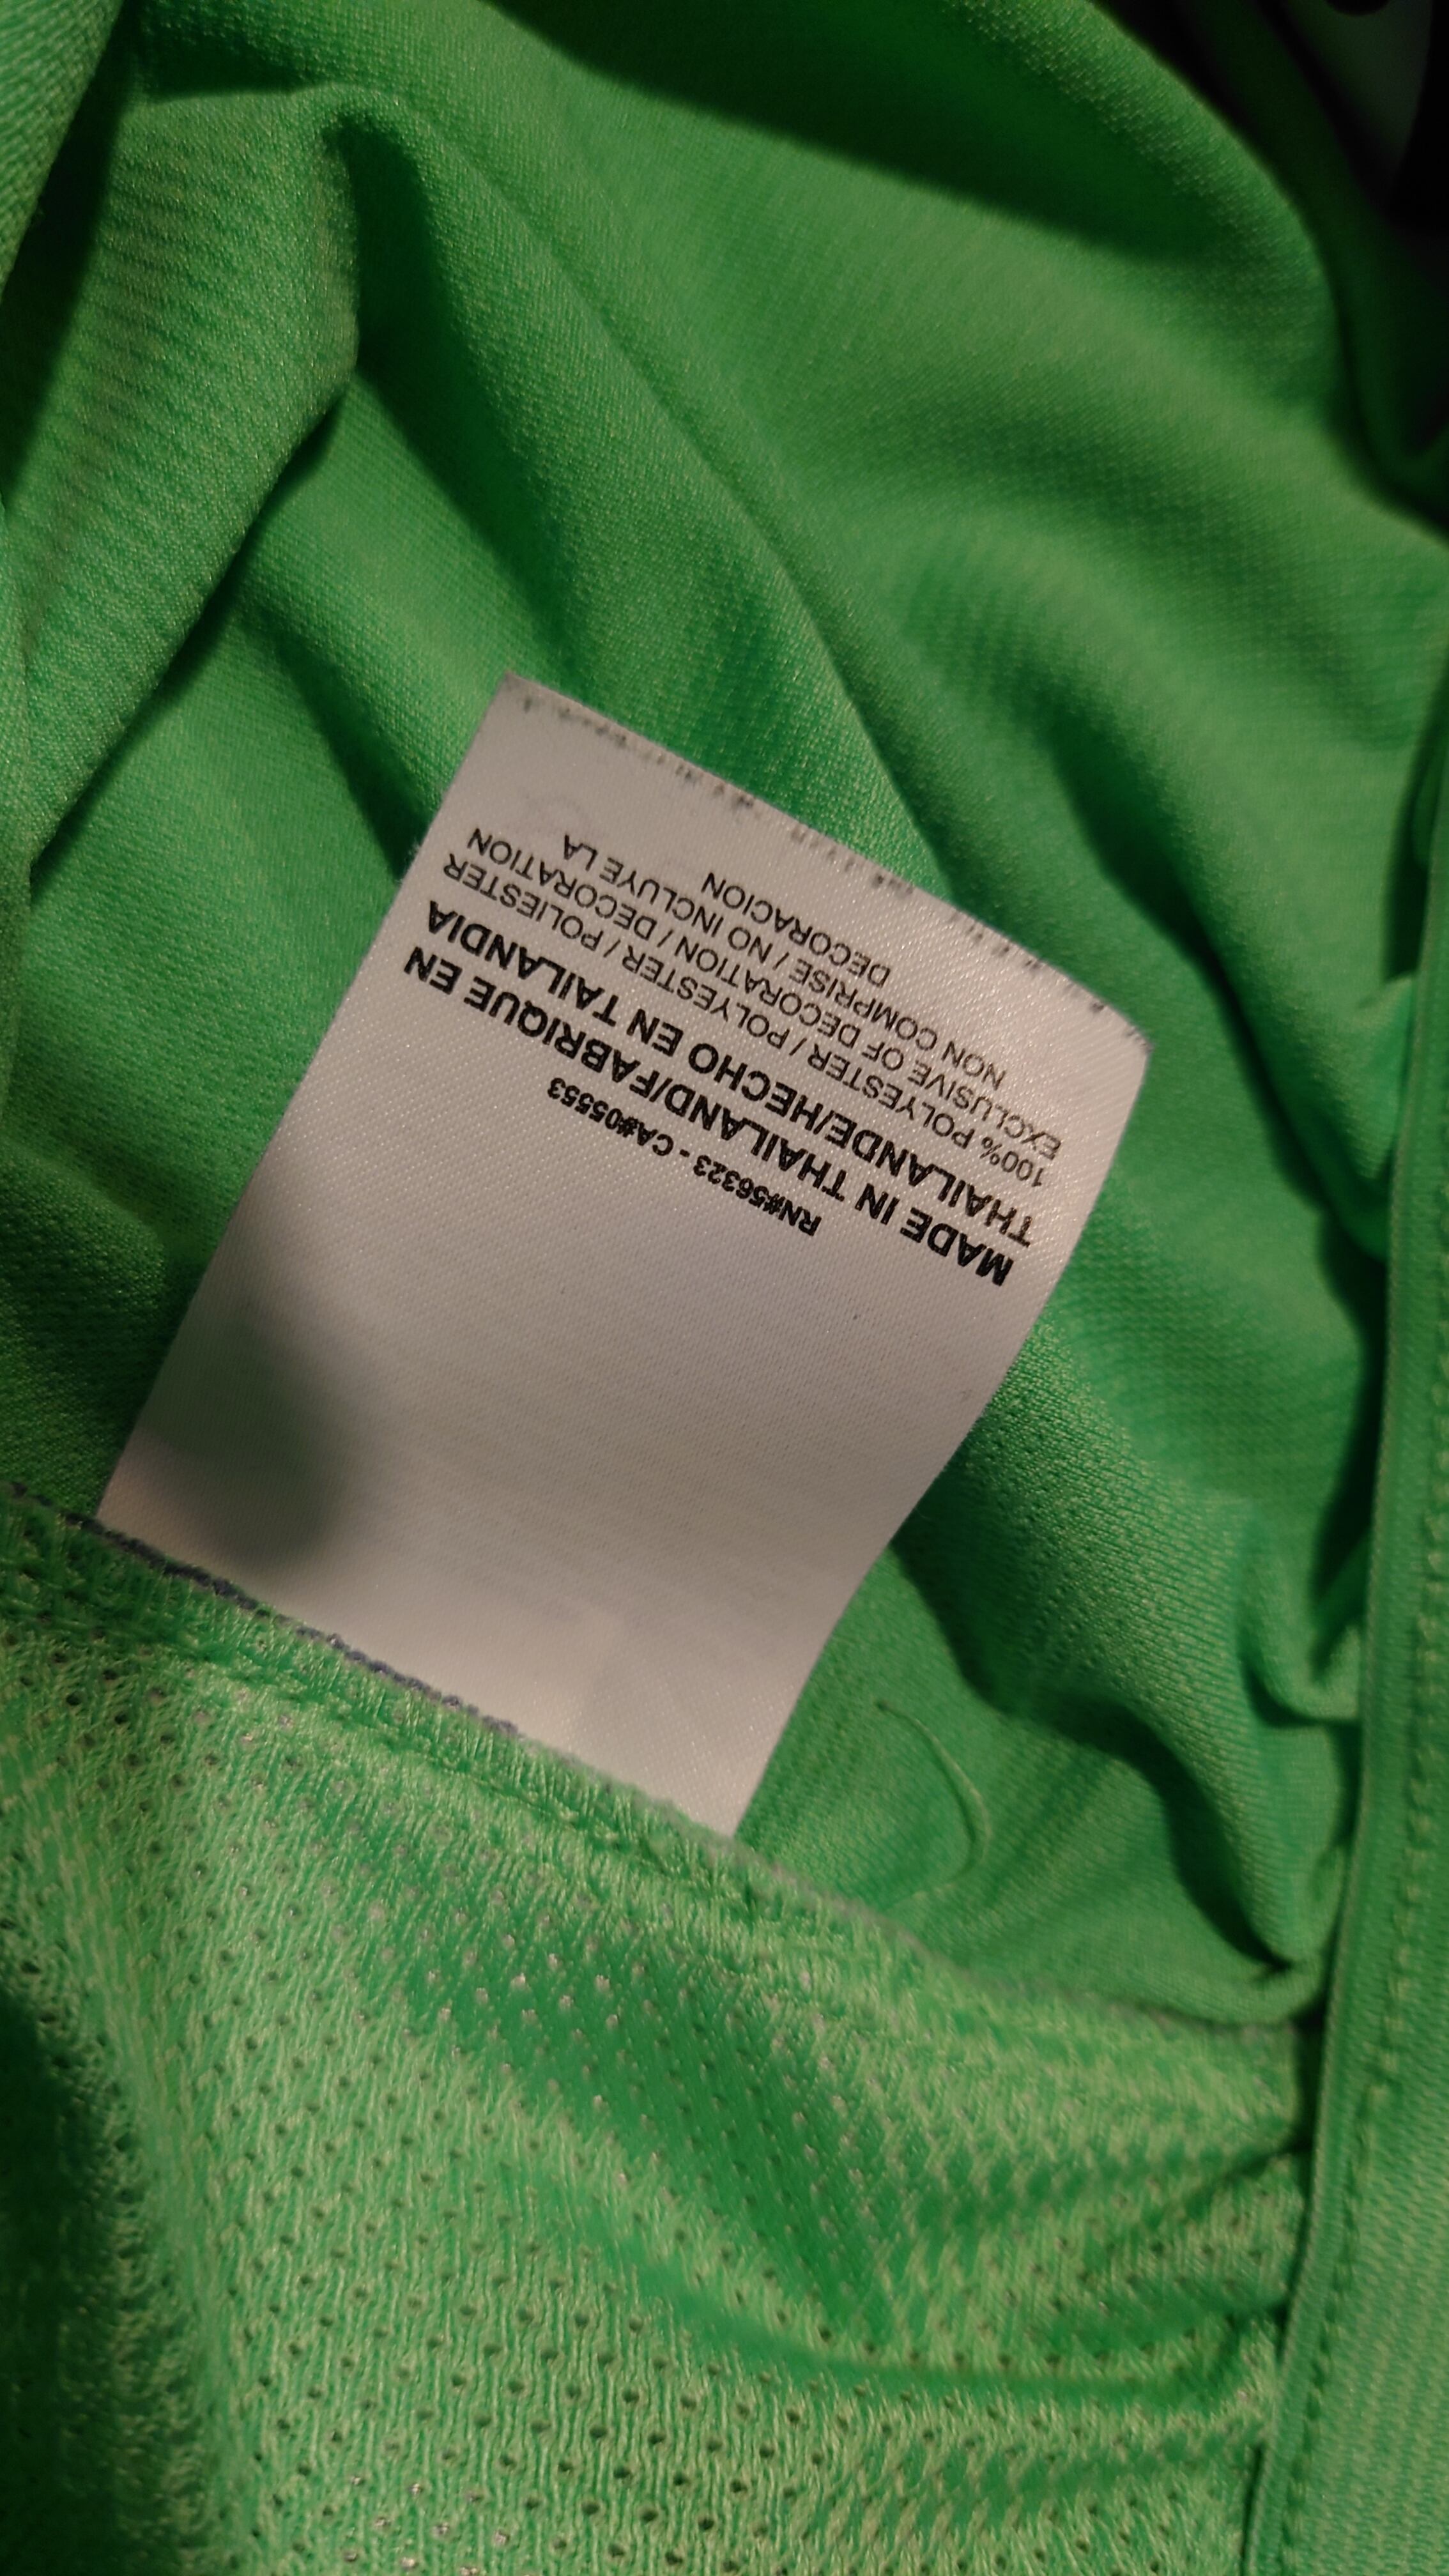 RN#56323 - CA#05553
MADE IN THAILAND/FABRIQUE EN
THAILANDE/HECHO EN TAILANDIA
100% POLYESTER / POLYESTER / POLIESTER
EXCLUSIVE OF DECORATION / DECORATION
NON COMPRISE / NO INCLUYE LA
DECORACION